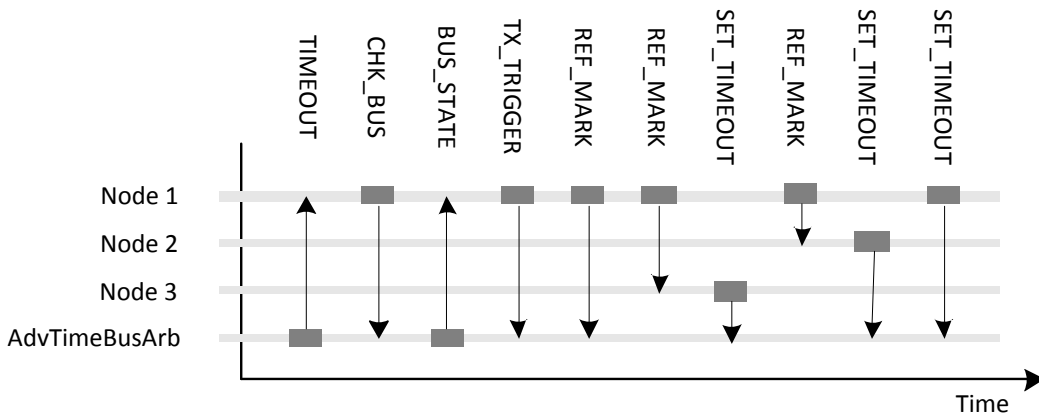 TIMEOUT
CHK_BUS
BUS_STATE
TX_TRIGGER
REF_MARK
REF_MARK
SET_TIMEOUT
REF_MARK
SET_TIMEOUT
SET_TIMEOUT
Node 1
Node 2
Node 3
AdvTimeBusArb
Time